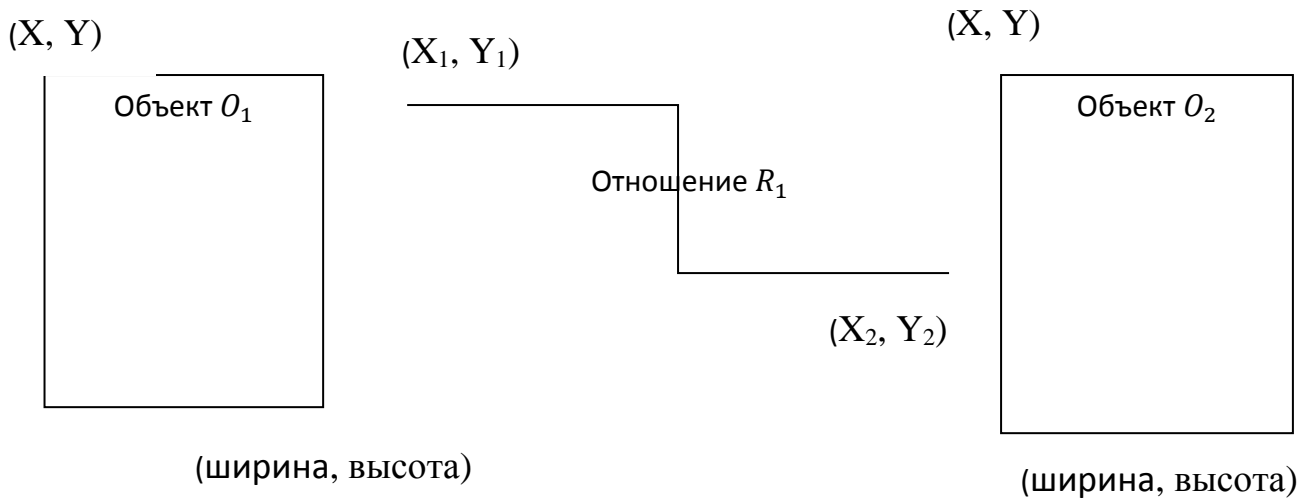 (X, Y)
Объект O₁
(ширина, высота)
(X₁, Y₁)
Отношение R₁
(X₂, Y₂)
(X, Y)
Объект O₂
(ширина, высота)